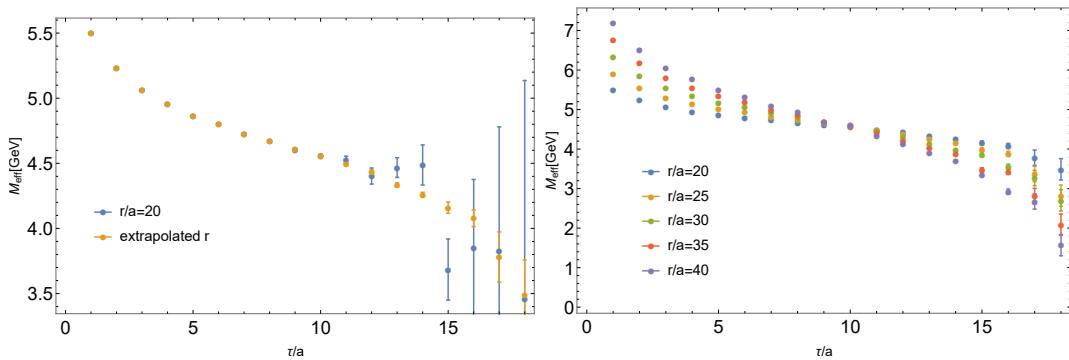 M_eff[GeV]
5.5
5.0
4.5
4.0
3.5
r/a=20
extrapolated r
0
5
10
15
τ/a
M_eff[GeV]
7
6
5
4
3
2
1
0
r/a=20
r/a=25
r/a=30
r/a=35
r/a=40
0
5
10
15
τ/a